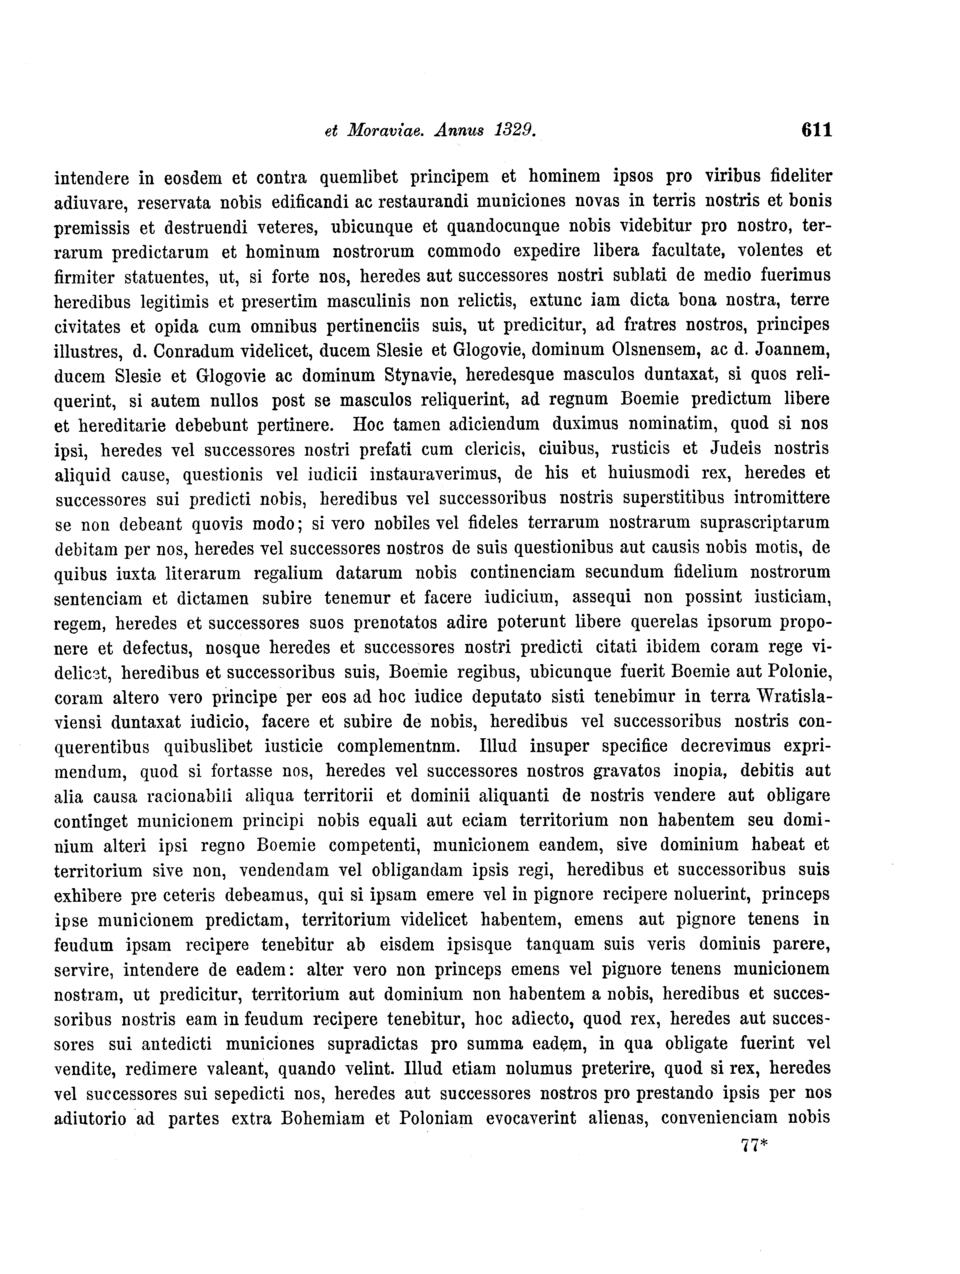 et Moraviae. Annus 1329. 611
intendere in eosdem et contra quemlibet principem et hominem ipsos pro viribus fideliter
adiuvare, reservata nobis edificandi ac restaurandi municiones novas in terris nostris et bonis
premissis et destruendi veteres, ubicunque et quandocunque nobis videbitur pro nostro, ter-
rarum predictarum et hominum nostrorum commodo expedire libera facultate, volentes et
firmiter statuentes, ut, si forte nos, heredes aut successores nostri sublati de medio fuerimus
heredibus legitimis et presertim masculinis non relictis, extunc iam dicta bona nostra, terre
civitates et opida cum omnibus pertinenciis suis, ut predicitur, ad fratres nostros, principes
illustres, d. Conradum videlicet, ducem Slesie et Glogovie, dominum Olsnensem, ac d. Joannem,
ducem Slesie et Glogovie ac dominum Stynavie, heredesque masculos duntaxat, si quos reli-
querint, si autem nullos post se masculos reliquerint, ad regnum Boemie predictum libere
et hereditarie debebunt pertinere. Hoc tamen adiciendum duximus nominatim, quod si nos
ipsi, heredes vel successores nostri prefati cum clericis, ciuibus, rusticis et Judeis nostris
aliquid cause, questionis vel iudicii instauraverimus, de his et huiusmodi rex, heredes et
successores sui predicti nobis, heredibus vel successoribus nostris superstitibus intromittere
se non debeant quovis modo; si vero nobiles vel fideles terrarum nostrarum suprascriptarum
debitam per nos, heredes vel successores nostros de suis questionibus aut causis nobis motis, de
quibus iuxta literarum regalium datarum nobis continenciam secundum fidelium nostrorum
sentenciam et dictamen subire tenemur et facere iudicium, assequi non possint iusticiam,
regem, heredes et successores suos prenotatos adire poterunt libere querelas ipsorum propo-
nere et defectus, nosque heredes et successores nostri predicti citati ibidem coram rege vi-
delicet, heredibus et successoribus suis, Boemie regibus, ubicunque fuerit Boemie aut Polonie,
coram altero vero principe per eos ad hoc iudice deputato sisti tenebimur in terra Wratisla-
viensi duntaxat iudicio, facere et subire de nobis, heredibus vel successoribus nostris con-
querentibus quibuslibet iusticie complementnm. Illud insuper specifice decrevimus expri-
mendum, quod si fortasse nos, heredes vel successores nostros gravatos inopia, debitis aut
alia causa racionabili aliqua territorii et dominii aliquanti de nostris vendere aut obligare
continget municionem principi nobis equali aut eciam territorium non habentem seu domi-
nium alteri ipsi regno Boemie competenti, municionem eandem, sive dominium habeat et
territorium sive non, vendendam vel obligandam ipsis regi, heredibus et successoribus suis
exhibere pre ceteris debeamus, qui si ipsam emere vel in pignore recipere noluerint, princeps
ipse municionem predictam, territorium videlicet habentem, emens aut pignore tenens in
feudum ipsam recipere tenebitur ab eisdem ipsisque tanquam suis veris dominis parere,
servire, intendere de eadem: alter vero non princeps emens vel pignore tenens municionem
nostram, ut predicitur, territorium aut dominium non habentem a nobis, heredibus et succes-
soribus nostris eam in feudum recipere tenebitur, hoc adiecto, quod rex, heredes aut succes-
sores sui antedicti municiones supradictas pro summa eadem, in qua obligate fuerint vel
vendite, redimere valeant, quando velint. Illud etiam nolumus preterire, quod si rex, heredes
vel successores sui sepedicti nos, heredes aut successores nostros pro prestando ipsis per nos
adiutorio ad partes extra Bohemiam et Poloniam evocaverint alienas, convenienciam nobis
77*